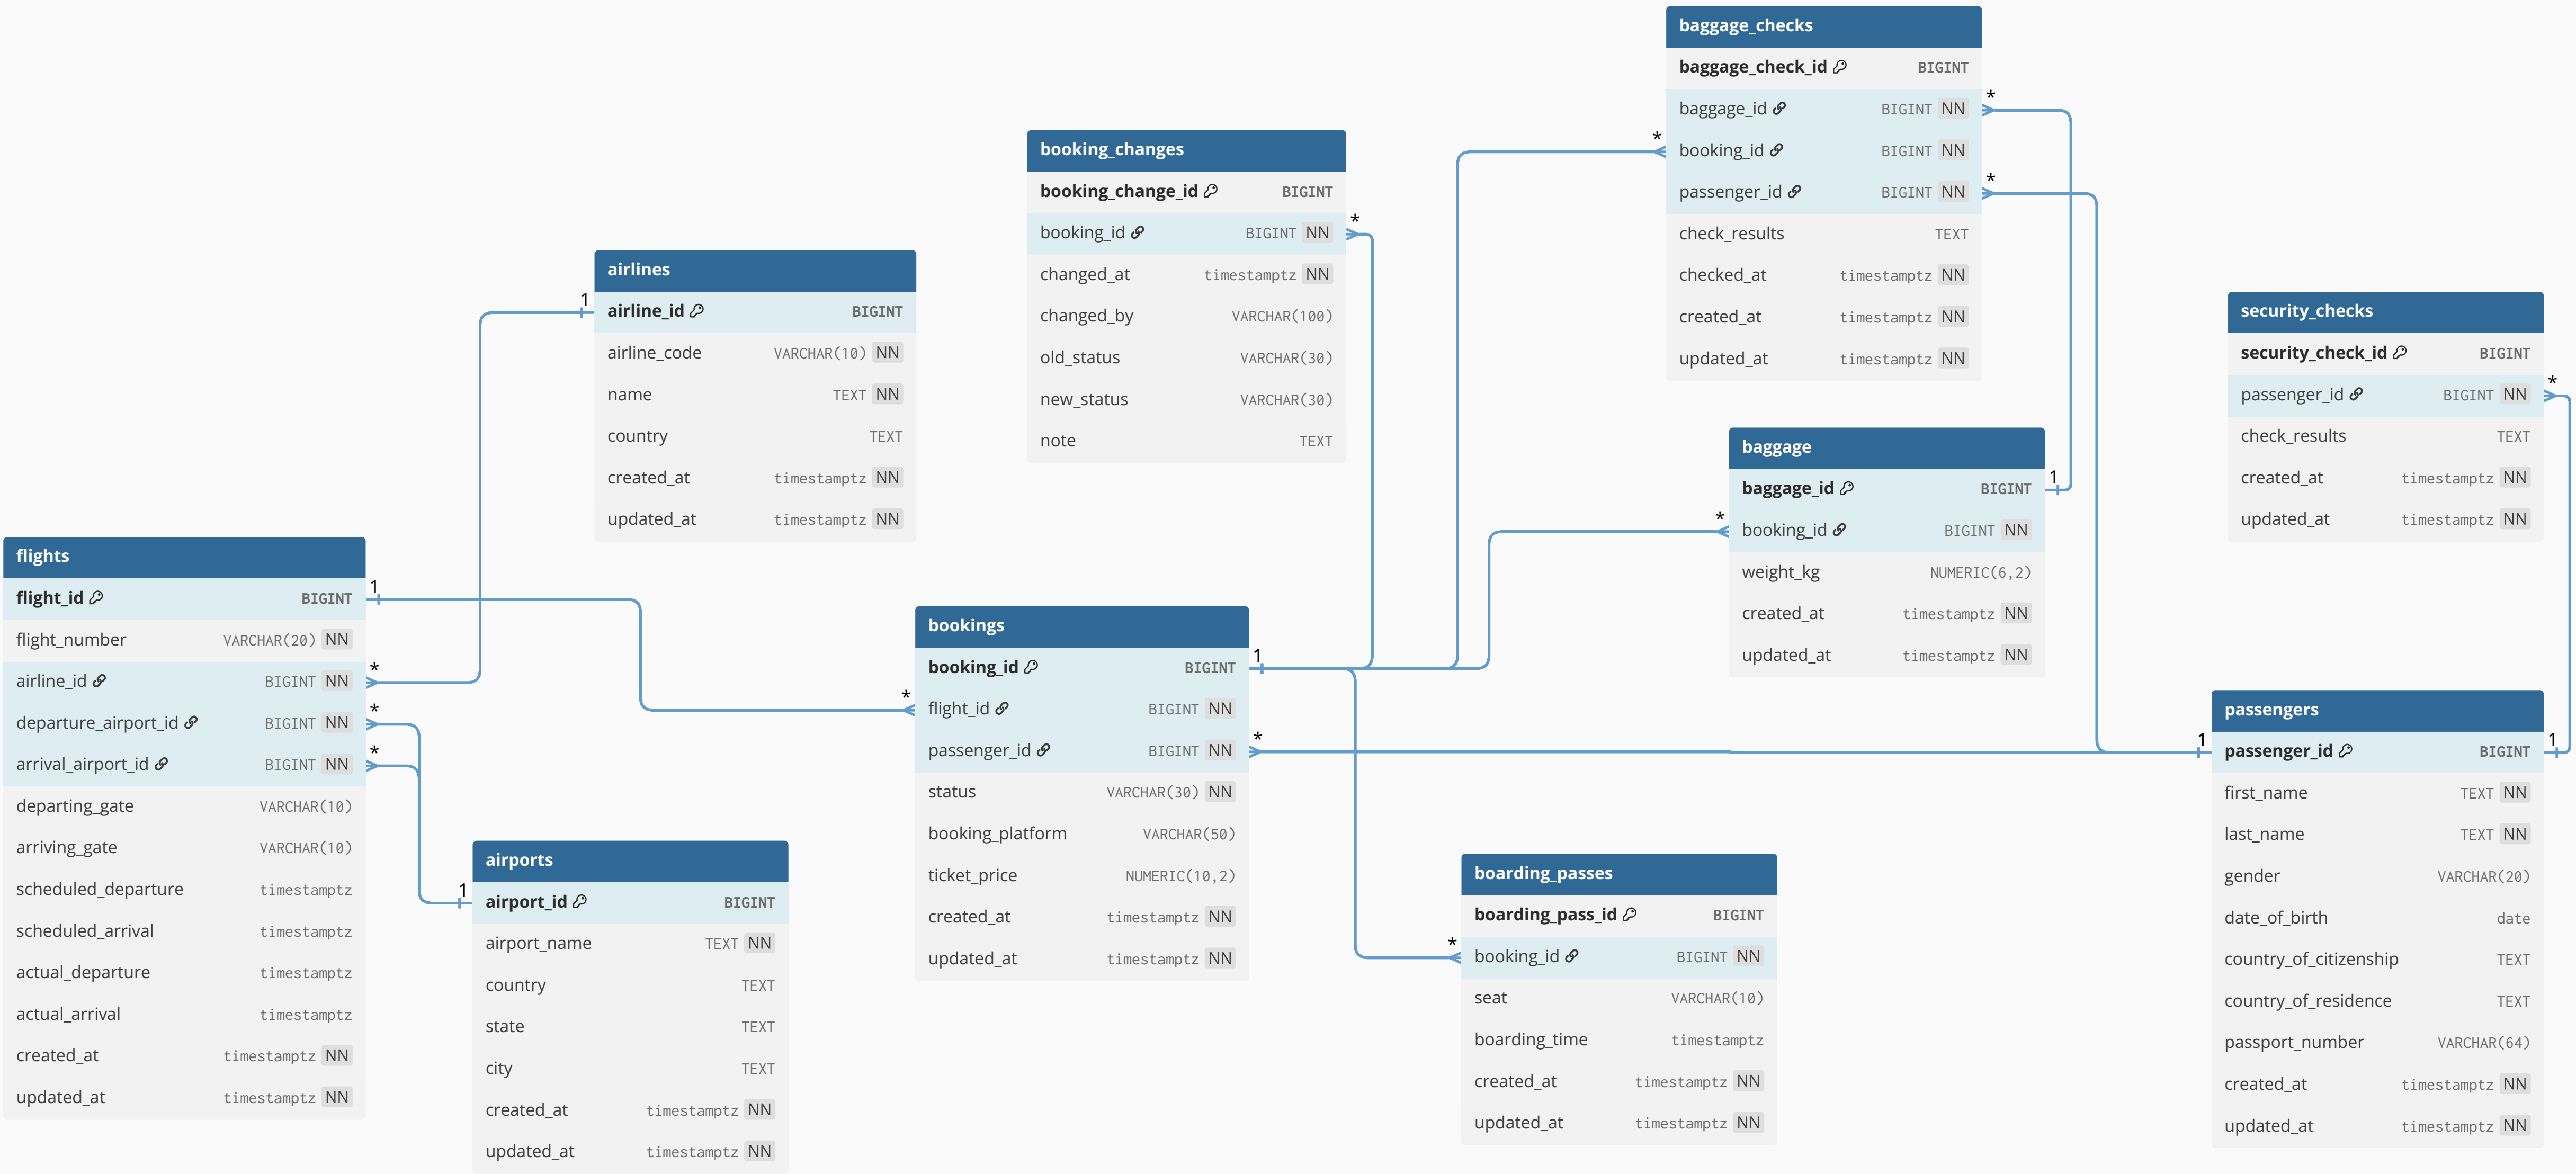 baggage_checks
baggage_check_id BIGINT
baggage_id BIGINT NN
booking_id BIGINT NN
passenger_id BIGINT NN
check_results TEXT
checked_at timestamptz NN
created_at timestamptz NN
updated_at timestamptz NN
*
*
*
booking_changes
booking_change_id BIGINT
booking_id BIGINT NN
changed_at timestamptz NN
changed_by VARCHAR(100)
old_status VARCHAR(30)
new_status VARCHAR(30)
note TEXT
*
airlines
airline_id BIGINT
airline_code VARCHAR(10) NN
name TEXT NN
country TEXT
created_at timestamptz NN
updated_at timestamptz NN
1
security_checks
security_check_id BIGINT
passenger_id BIGINT NN
check_results TEXT
created_at timestamptz NN
updated_at timestamptz NN
*
baggage
baggage_id BIGINT
booking_id BIGINT NN
weight_kg NUMERIC(6,2)
created_at timestamptz NN
updated_at timestamptz NN
1
*
flights
flight_id BIGINT
flight_number VARCHAR(20) NN
airline_id BIGINT NN
departure_airport_id BIGINT NN
arrival_airport_id BIGINT NN
departing_gate VARCHAR(10)
arriving_gate VARCHAR(10)
scheduled_departure timestamptz
scheduled_arrival timestamptz
actual_departure timestamptz
actual_arrival timestamptz
created_at timestamptz NN
updated_at timestamptz NN
1
*
*
*
bookings
booking_id BIGINT
flight_id BIGINT NN
passenger_id BIGINT NN
status VARCHAR(30) NN
booking_platform VARCHAR(50)
ticket_price NUMERIC(10,2)
created_at timestamptz NN
updated_at timestamptz NN
1
*
*
passengers
passenger_id BIGINT
first_name TEXT NN
last_name TEXT NN
gender VARCHAR(20)
date_of_birth date
country_of_citizenship TEXT
country_of_residence TEXT
passport_number VARCHAR(64)
created_at timestamptz NN
updated_at timestamptz NN
1
1
airports
airport_id BIGINT
airport_name TEXT NN
country TEXT
state TEXT
city TEXT
created_at timestamptz NN
updated_at timestamptz NN
1
boarding_passes
boarding_pass_id BIGINT
booking_id BIGINT NN
seat VARCHAR(10)
boarding_time timestamptz
created_at timestamptz NN
updated_at timestamptz NN
*